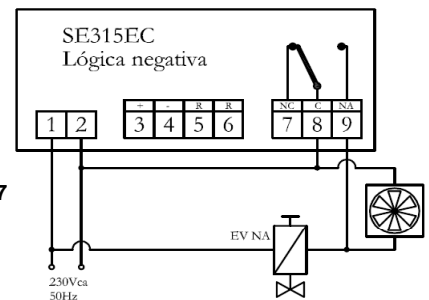 SE315EC
Lógica negativa
+ - R R
NC C NA
1 2 3 4 5 6 7 8 9
7
EV NA
230Vca
50Hz